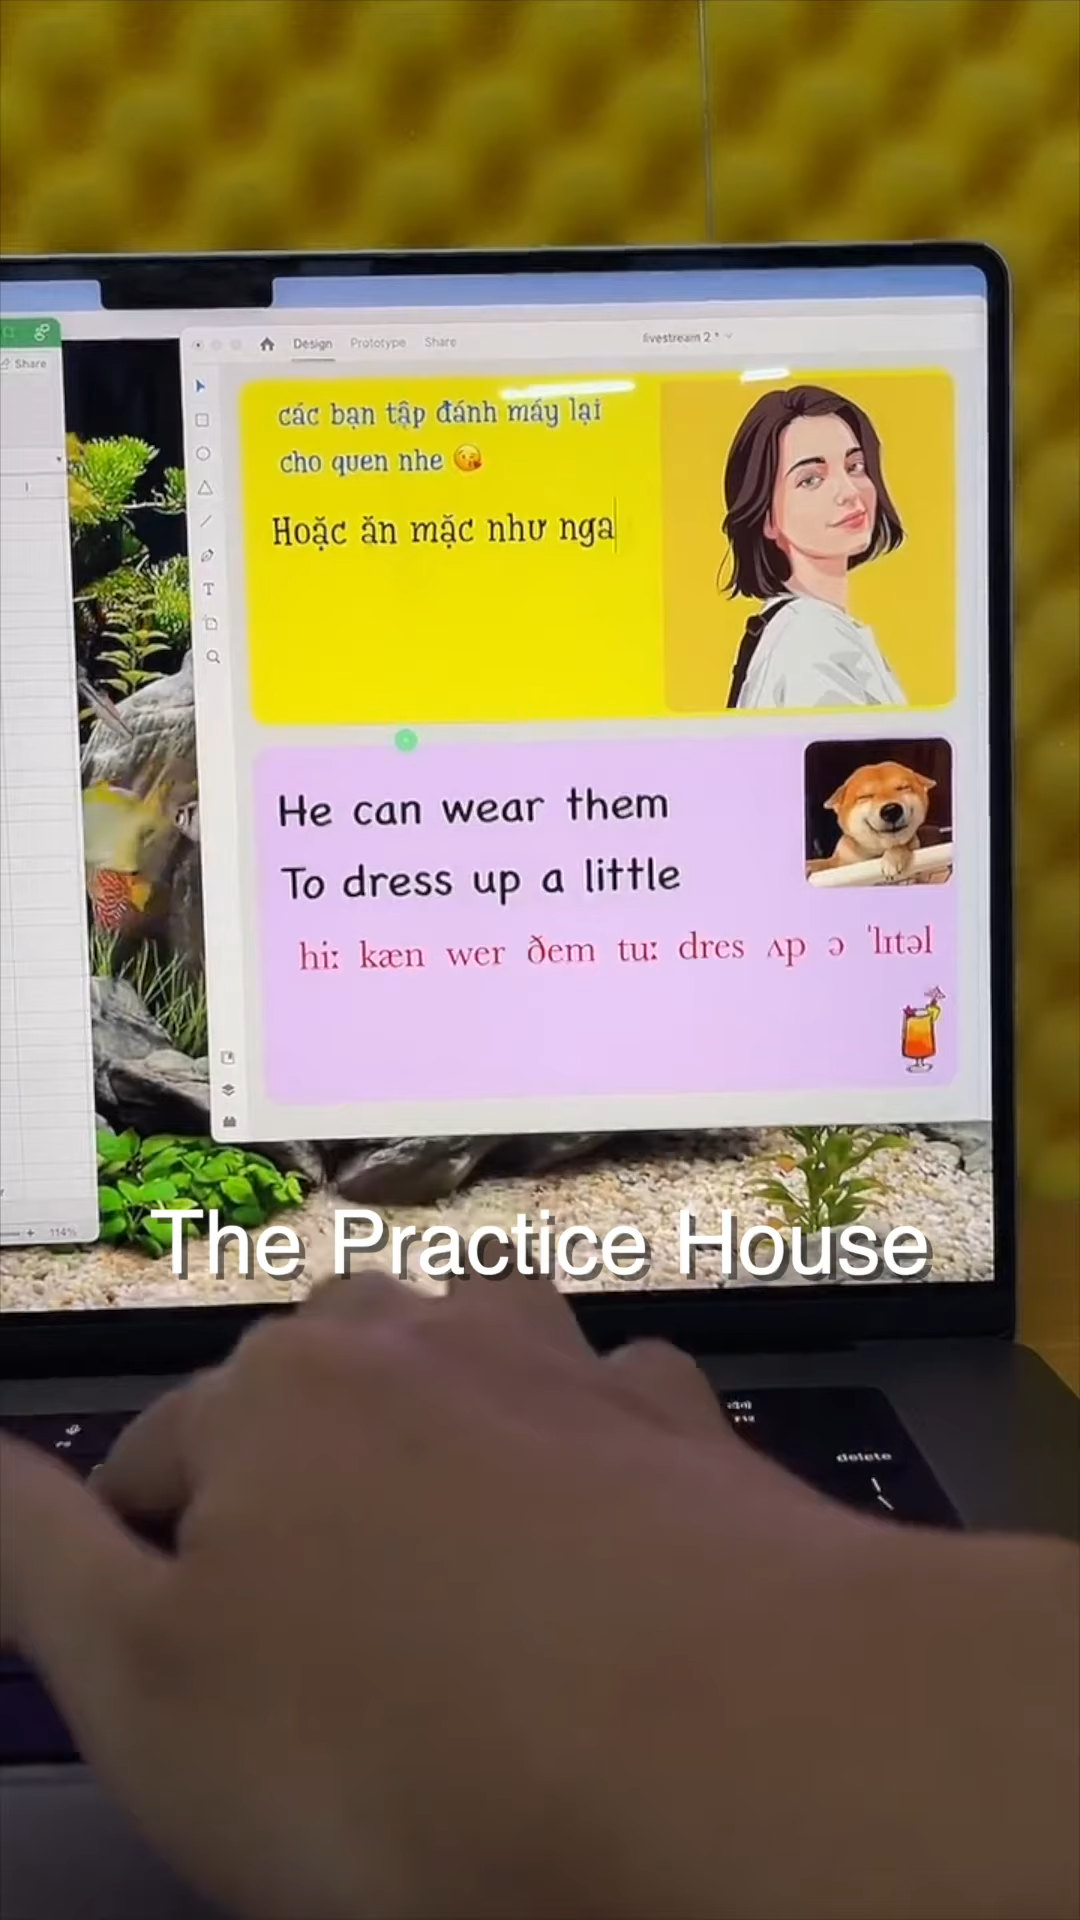 Share
Design Prototype Share
livestream 2 *
các bạn tập đánh máy lại
cho quen nhe 😘
Hoặc ăn mặc như nga
He can wear them
To dress up a little
hiː kæn wer ðem tuː dres ʌp ɔ ˈlɪtəl
114%
The Practice House
delete